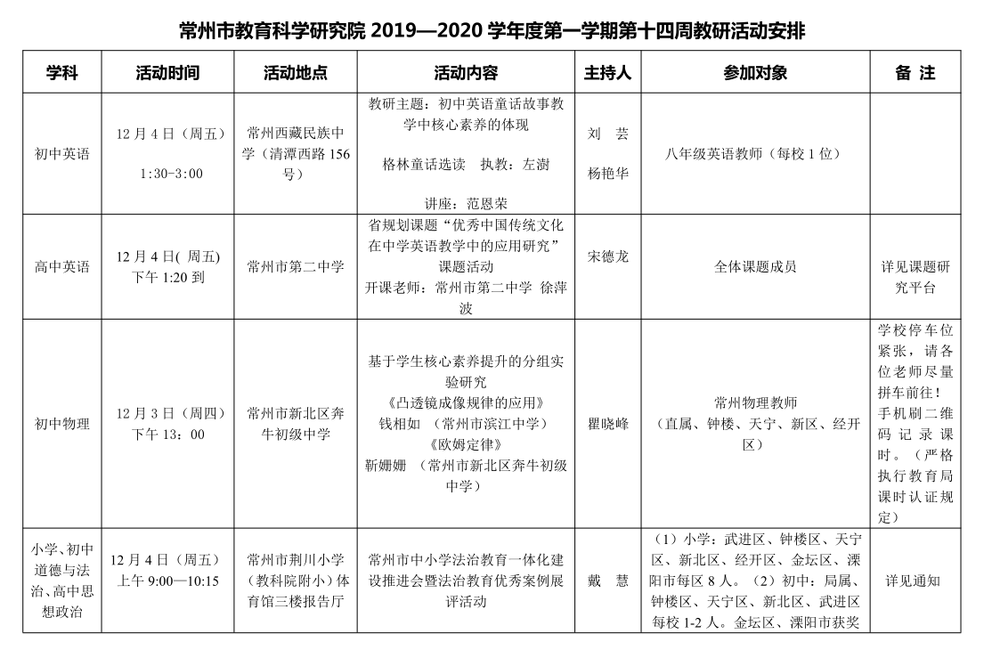 常州市教育科学研究院 2019—2020 学年度第一学期第十四周教研活动安排
学科 活动时间 活动地点 活动内容 主持人 参加对象 备 注
初中英语
12 月 4 日（周五）
1:30-3:00
常州西藏民族中
学（清潭西路 156
号）
教研主题：初中英语童话故事教
学中核心素养的体现
格林童话选读 执教：左澍
讲座：范恩荣
刘 芸
杨艳华
八年级英语教师（每校 1 位）
高中英语
12 月 4 日( 周五)
下午 1:20 到
常州市第二中学
省规划课题“优秀中国传统文化
在中学英语教学中的应用研究”
课题活动
开课老师：常州市第二中学 徐萍
波
宋德龙
全体课题成员
详见课题研
究平台
初中物理
12 月 3 日（周四）
下午 13：00
常州市新北区奔
牛初级中学
基于学生核心素养提升的分组实
验研究
《凸透镜成像规律的应用》
钱相如 （常州市滨江中学）
《欧姆定律》
靳姗姗 （常州市新北区奔牛初级
中学）
瞿晓峰
常州物理教师
（直属、钟楼、天宁、新区、经开
区）
学校停车位
紧张，请各
位老师尽量
拼车前往！
手机刷二维
码记录课
时。（严格
执行教育局
课时认证规
定）
小学、初中
道德与法
治、高中思
想政治
12 月 4 日（周五）
上午 9:00—10:15
常州市荆川小学
（教科院附小）体
育馆三楼报告厅
常州市中小学法治教育一体化建
设推进会暨法治教育优秀案例展
评活动
戴 慧
（1）小学：武进区、钟楼区、天宁
区、新北区、经开区、金坛区、溧
阳市每区 8 人。（2）初中：局属、
钟楼区、天宁区、新北区、武进区
每校 1-2 人。金坛区、溧阳市获奖
详见通知